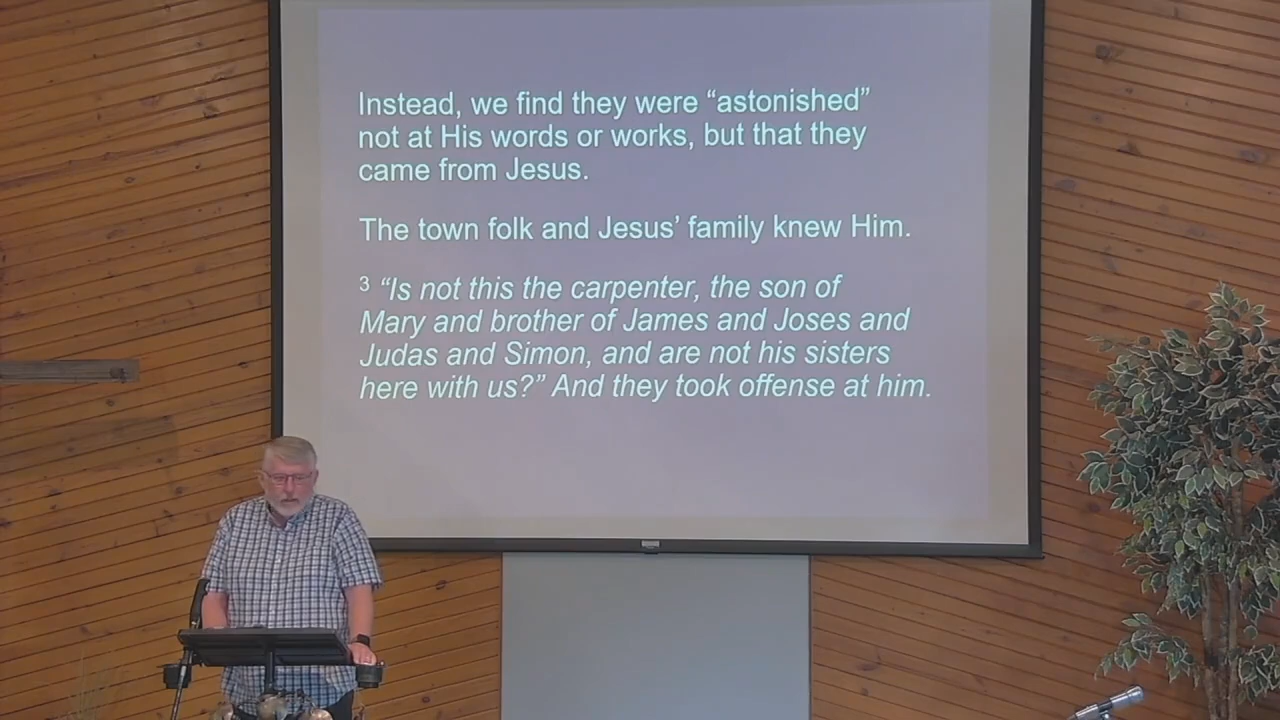 Instead, we find they were “astonished”
not at His words or works, but that they
came from Jesus.
The town folk and Jesus’ family knew Him.
³ “Is not this the carpenter, the son of
Mary and brother of James and Joses and
Judas and Simon, and are not his sisters
here with us?” And they took offense at him.